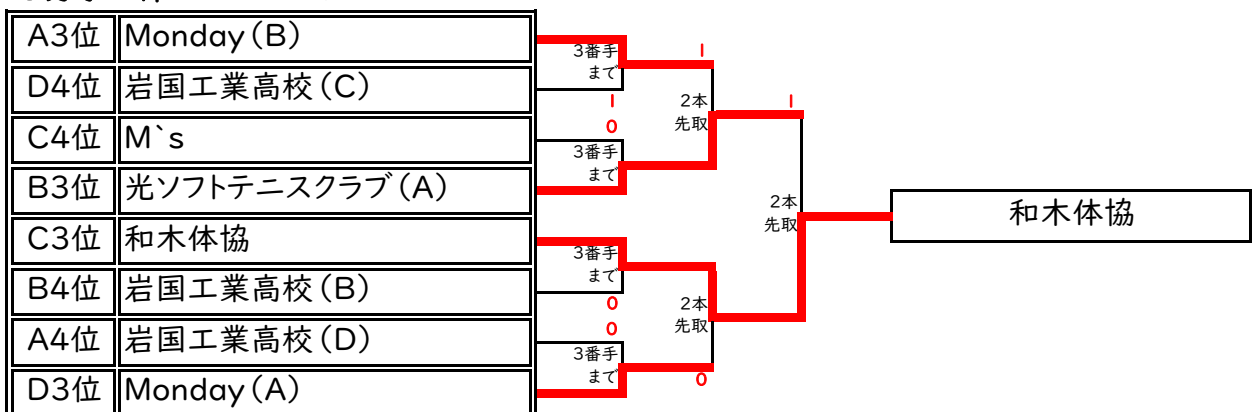 A3位 Monday(B)
D4位 岩国工業高校(C)
C4位 M`s
B3位 光ソフトテニスクラブ(A)
C3位 和木体協
B4位 岩国工業高校(B)
A4位 岩国工業高校(D)
D3位 Monday(A)
3番手
まで
1
0
3番手
まで
3番手
まで
0
0
3番手
まで
1
2本
先取
2本
先取
0
1
2本
先取
和木体協